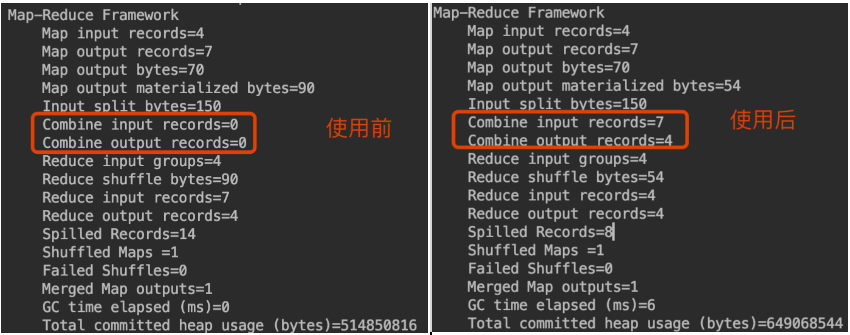 Map-Reduce Framework
Map input records=4
Map output records=7
Map output bytes=70
Map output materialized bytes=90
Input split bytes=150
Combine input records=0
Combine output records=0
使用前
Reduce input groups=4
Reduce shuffle bytes=90
Reduce input records=7
Reduce output records=4
Spilled Records=14
Shuffled Maps =1
Failed Shuffles=0
Merged Map outputs=1
GC time elapsed (ms)=0
Total committed heap usage (bytes)=514850816
Map-Reduce Framework
Map input records=4
Map output records=7
Map output bytes=70
Map output materialized bytes=54
Input split bytes=150
Combine input records=7
Combine output records=4
使用后
Reduce input groups=4
Reduce shuffle bytes=54
Reduce input records=4
Reduce output records=4
Spilled Records=8
Shuffled Maps =1
Failed Shuffles=0
Merged Map outputs=1
GC time elapsed (ms)=6
Total committed heap usage (bytes)=649068544